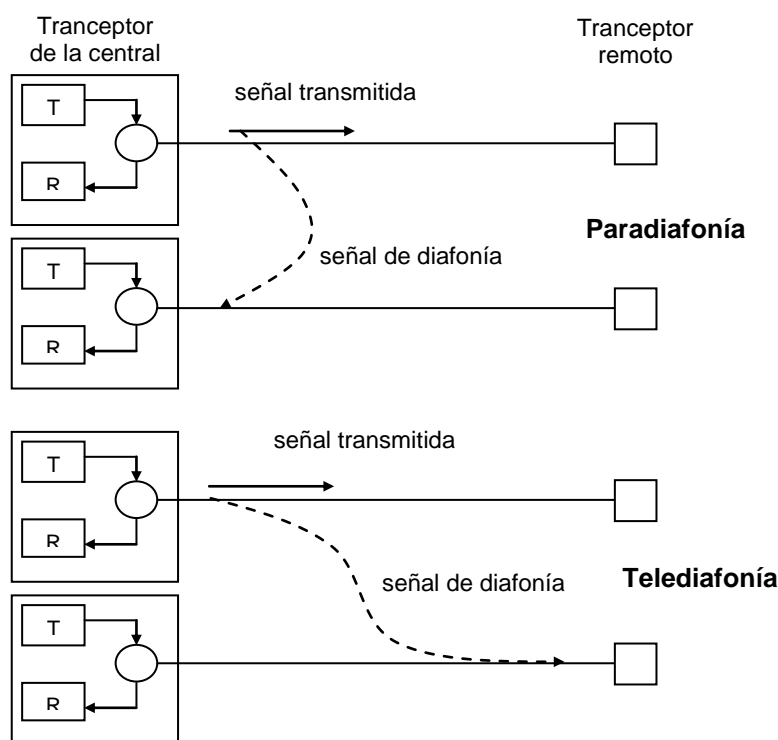 Tranceptor
de la central
Tranceptor
remoto
T
señal transmitida
R
Paradiafonía
señal de diafonía
T
R
señal transmitida
T
R
señal de diafonía
Telediafonía
T
R